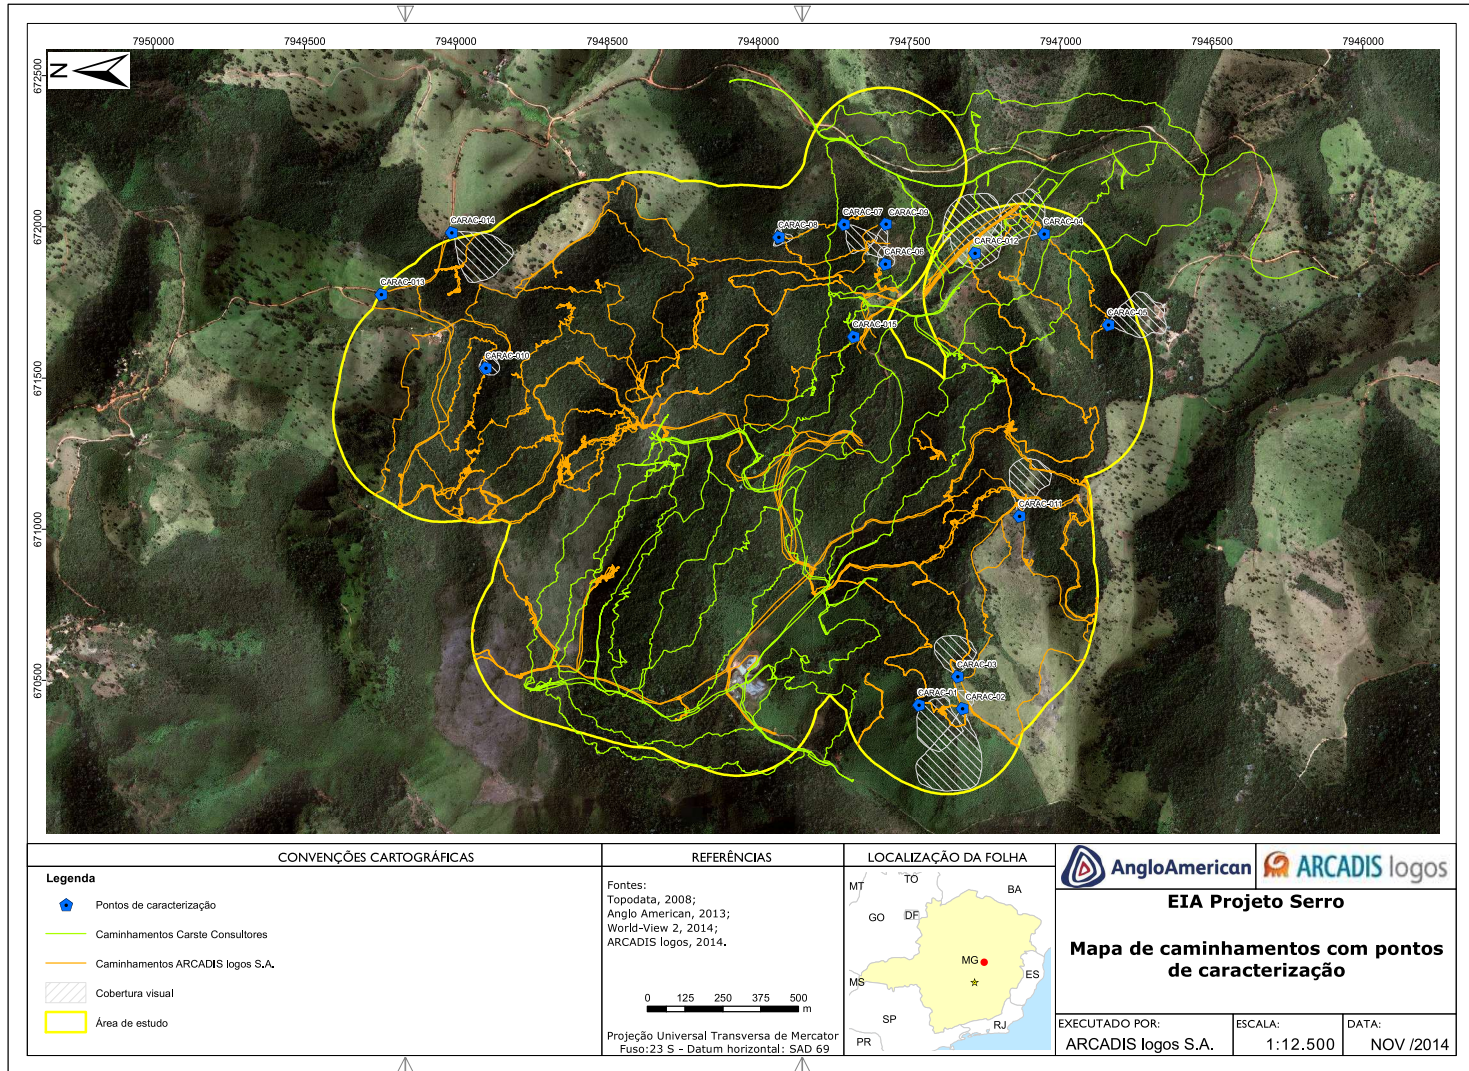 7950000 7949500 7949000 7948500 7948000 7947500 7947000 7946500 7946000
672500
672000
671500
671000
670500
N
CARAC-014
CARAC-013
CARAC-010
CARAC-08
CARAC-07
CARAC-09
CARAC-06
CARAC-015
CARAC-012
CARAC-04
CARAC-05
CARAC-011
CARAC-03
CARAC-01
CARAC-02
CONVENÇÕES CARTOGRÁFICAS
Legenda
Pontos de caracterização
Caminhamentos Carste Consultores
Caminhamentos ARCADIS logos S.A.
Cobertura visual
Área de estudo
REFERÊNCIAS
Fontes:
Topodata, 2008;
Anglo American, 2013;
World-View 2, 2014;
ARCADIS logos, 2014.
0 125 250 375 500
m
Projeção Universal Transversa de Mercator
Fuso:23 S - Datum horizontal: SAD 69
LOCALIZAÇÃO DA FOLHA
MT
TO
BA
GO
DF
MG
MS
ES
SP
RJ
PR
AngloAmerican
ARCADIS logos
EIA Projeto Serro
Mapa de caminhamentos com pontos
de caracterização
EXECUTADO POR:
ARCADIS logos S.A.
ESCALA:
1:12.500
DATA:
NOV /2014